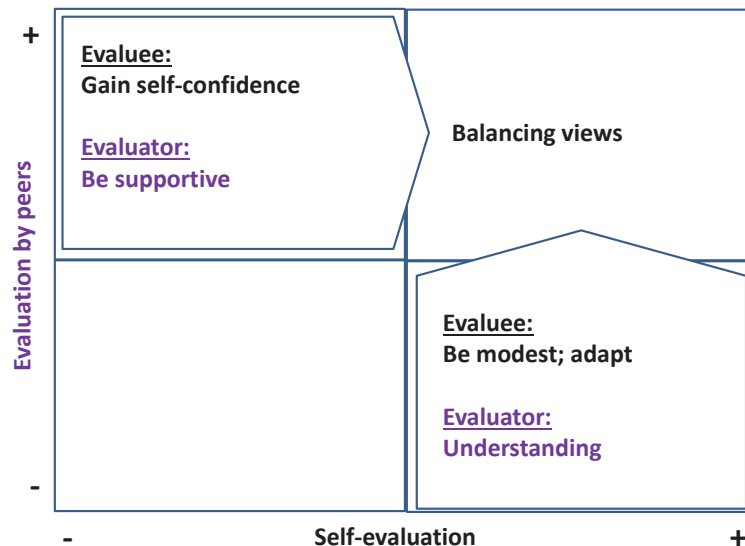 +
Evaluee:
Gain self-confidence
Evaluator:
Be supportive
Balancing views
Evaluation by peers
Evaluee:
Be modest; adapt
Evaluator:
Understanding
-
-
Self-evaluation
+